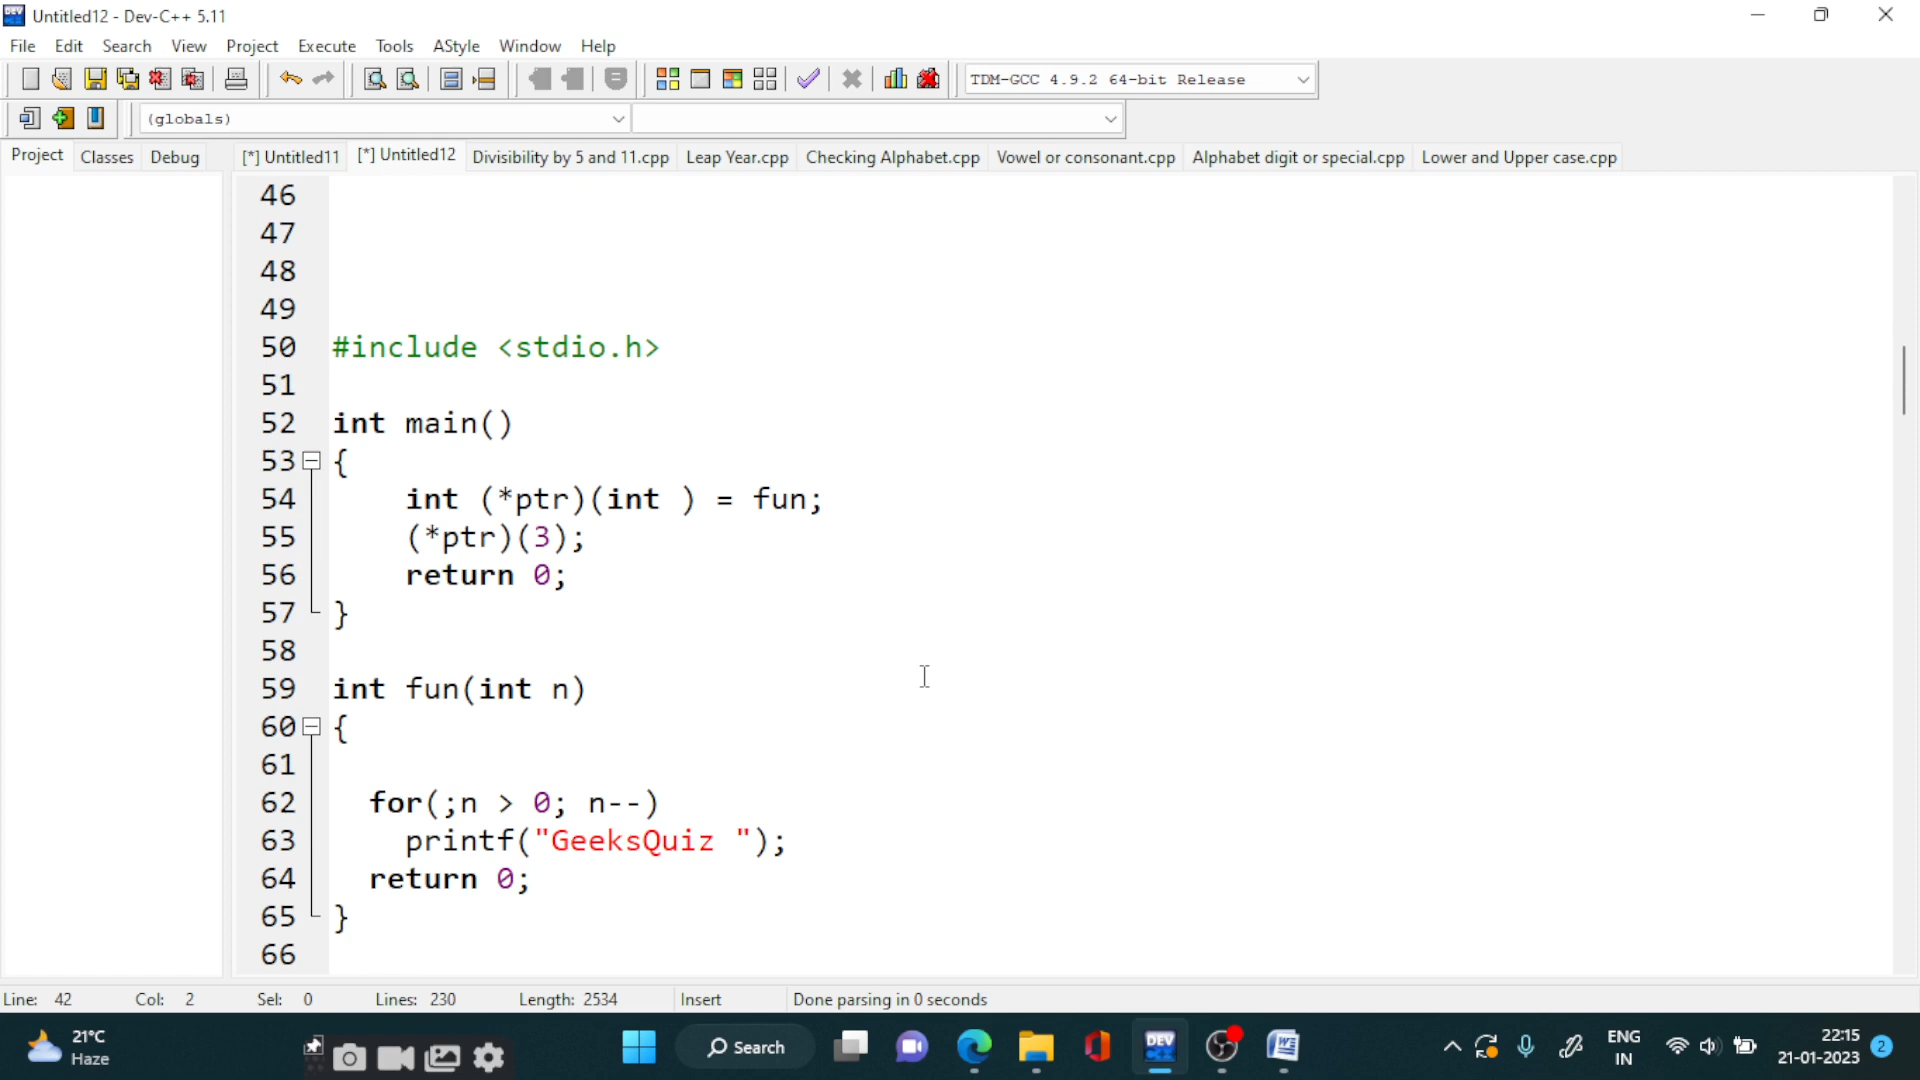 Untitled12 - Dev-C++ 5.11
File Edit Search View Project Execute Tools AStyle Window Help
TDM-GCC 4.9.2 64-bit Release
(globals)
Project Classes Debug [*] Untitled11 [*] Untitled12 Divisibility by 5 and 11.cpp Leap Year.cpp Checking Alphabet.cpp Vowel or consonant.cpp Alphabet digit or special.cpp Lower and Upper case.cpp
46
47
48
49
50 #include <stdio.h>
51
52 int main()
53 {
54 int (*ptr)(int ) = fun;
55 (*ptr)(3);
56 return 0;
57 }
58
59 int fun(int n)
60 {
61
62 for(;n > 0; n--)
63 printf("GeeksQuiz ");
64 return 0;
65 }
66
Line: 42 Col: 2 Sel: 0 Lines: 230 Length: 2534 Insert Done parsing in 0 seconds
21°C
Haze
Search
DEV
ENG
IN
22:15
21-01-2023
2